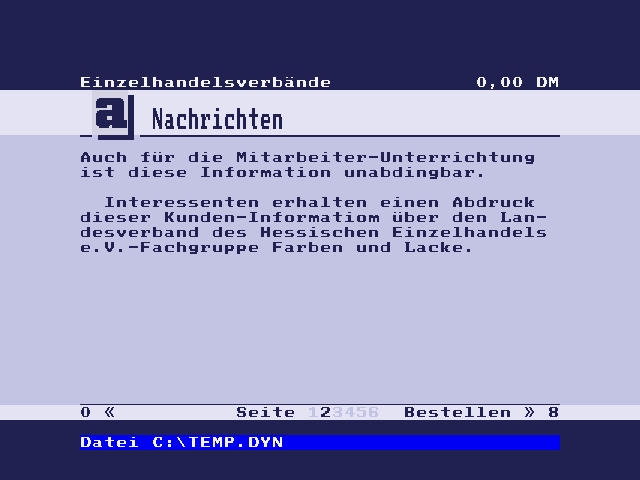 Einzelhandelsverbände 0,00 DM
a Nachrichten
Auch für die Mitarbeiter-Unterrichtung
ist diese Information unabdingbar.
Interessenten erhalten einen Abdruck
dieser Kunden-Informatiom über den Lan-
desverband des Hessischen Einzelhandels
e.V.-Fachgruppe Farben und Lacke.
0 « Seite 123456 Bestellen » 8
Datei C:\TEMP.DYN